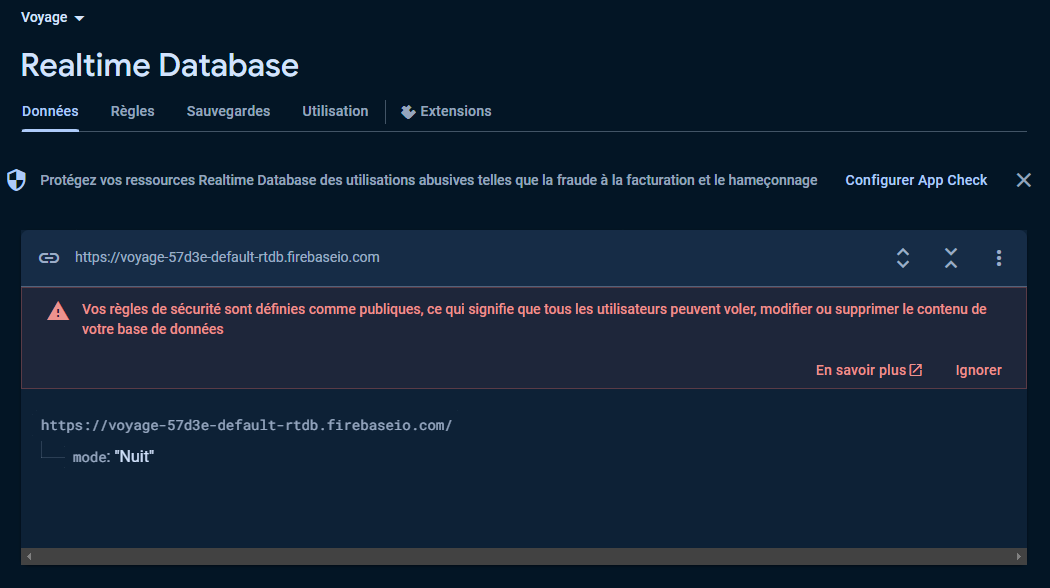 Voyage
Realtime Database
Données Règles Sauvegardes Utilisation Extensions
Protégez vos ressources Realtime Database des utilisations abusives telles que la fraude à la facturation et le hameçonnage Configurer App Check
https://voyage-57d3e-default-rtdb.firebaseio.com
Vos règles de sécurité sont définies comme publiques, ce qui signifie que tous les utilisateurs peuvent voler, modifier ou supprimer le contenu de
votre base de données
En savoir plus Ignorer
https://voyage-57d3e-default-rtdb.firebaseio.com/
mode: "Nuit"